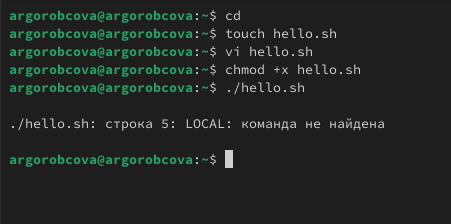 argorobcova@argorobcova:~$ cd
argorobcova@argorobcova:~$ touch hello.sh
argorobcova@argorobcova:~$ vi hello.sh
argorobcova@argorobcova:~$ chmod +x hello.sh
argorobcova@argorobcova:~$ ./hello.sh
./hello.sh: строка 5: LOCAL: команда не найдена
argorobcova@argorobcova:~$